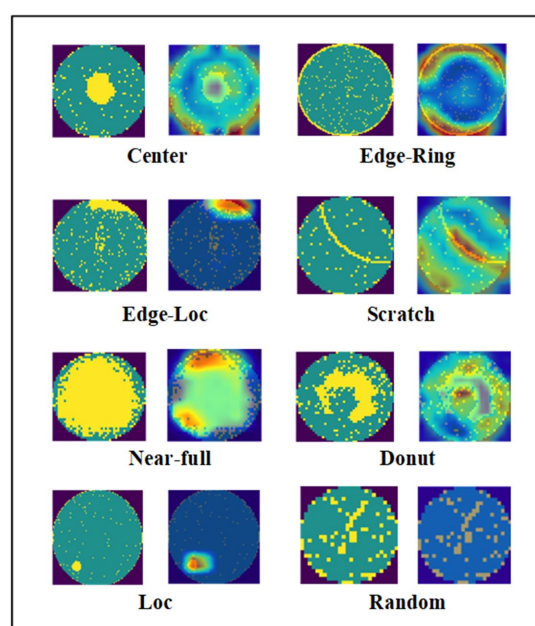 Center
Edge-Ring
Edge-Loc
Scratch
Near-full
Donut
Loc
Random